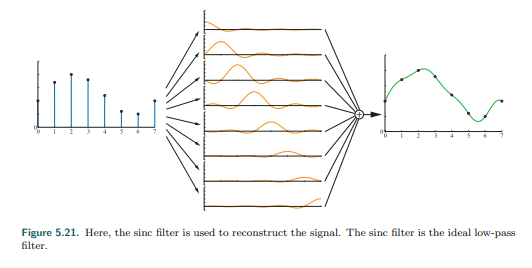 0
0 1 2 3 4 5 6 7
0
0 1 2 3 4 5 6 7
Figure 5.21. Here, the sinc filter is used to reconstruct the signal. The sinc filter is the ideal low-pass
filter.